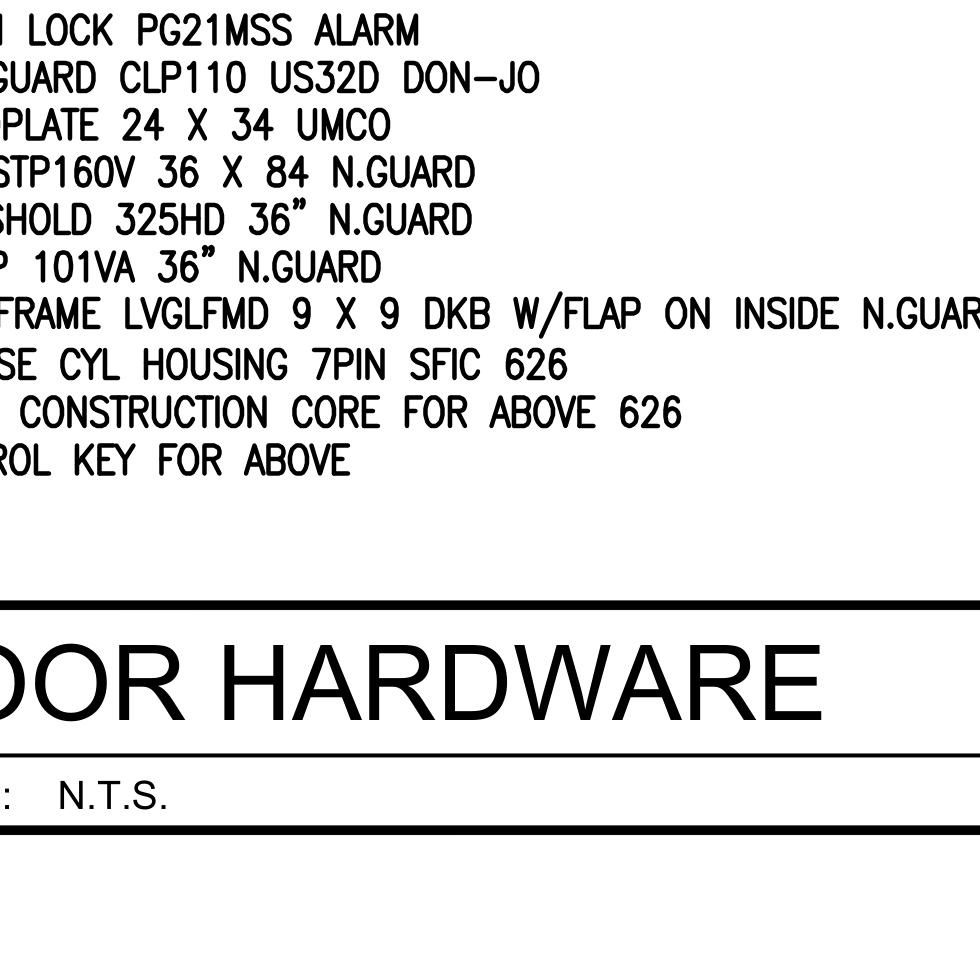 LOCK PG21MSS ALARM
GUARD CLP110 US32D DON-JO
PLATE 24 X 34 UMCO
STP160V 36 X 84 N.GUARD
SHOLD 325HD 36” N.GUARD
P 101VA 36” N.GUARD
FRAME LVGLFMD 9 X 9 DKB W/FLAP ON INSIDE N.GUAR
SE CYL HOUSING 7PIN SFIC 626
CONSTRUCTION CORE FOR ABOVE 626
ROL KEY FOR ABOVE
OOR HARDWARE
: N.T.S.